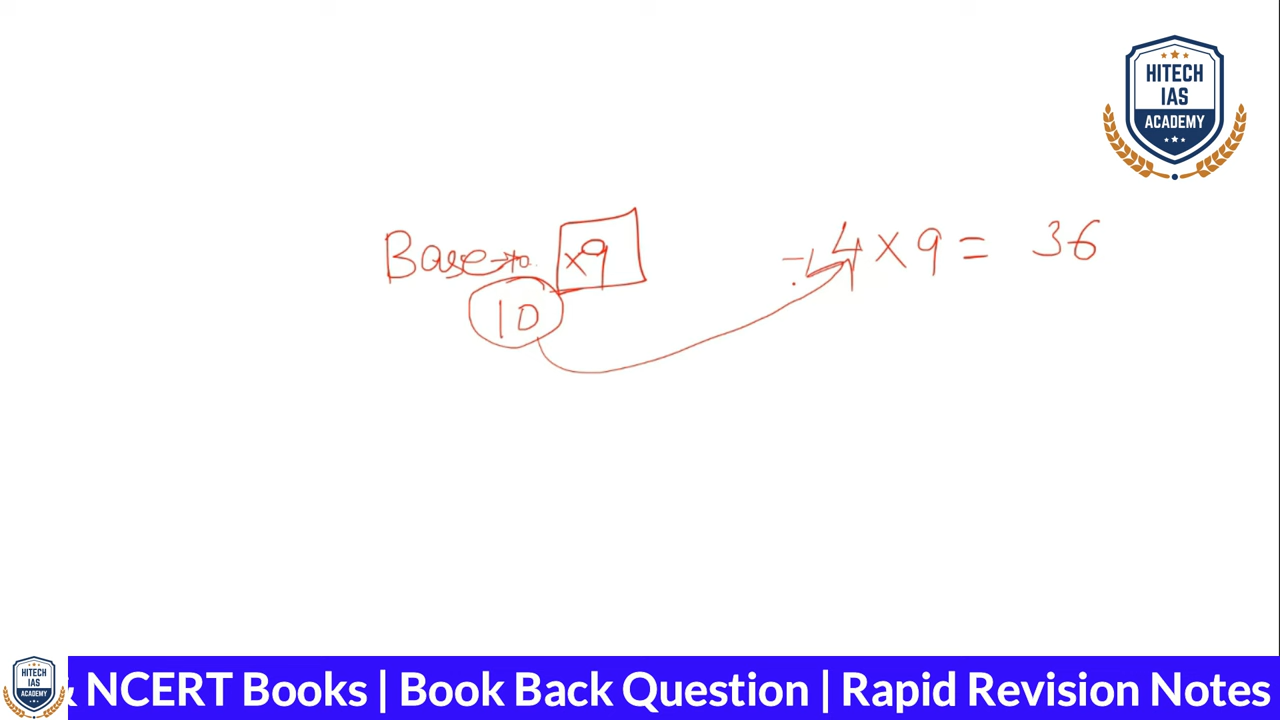 HITECH
IAS
ACADEMY
Base → ×9
10
4 × 9 = 36
HITECH
IAS
ACADEMY
& NCERT Books | Book Back Question | Rapid Revision Notes